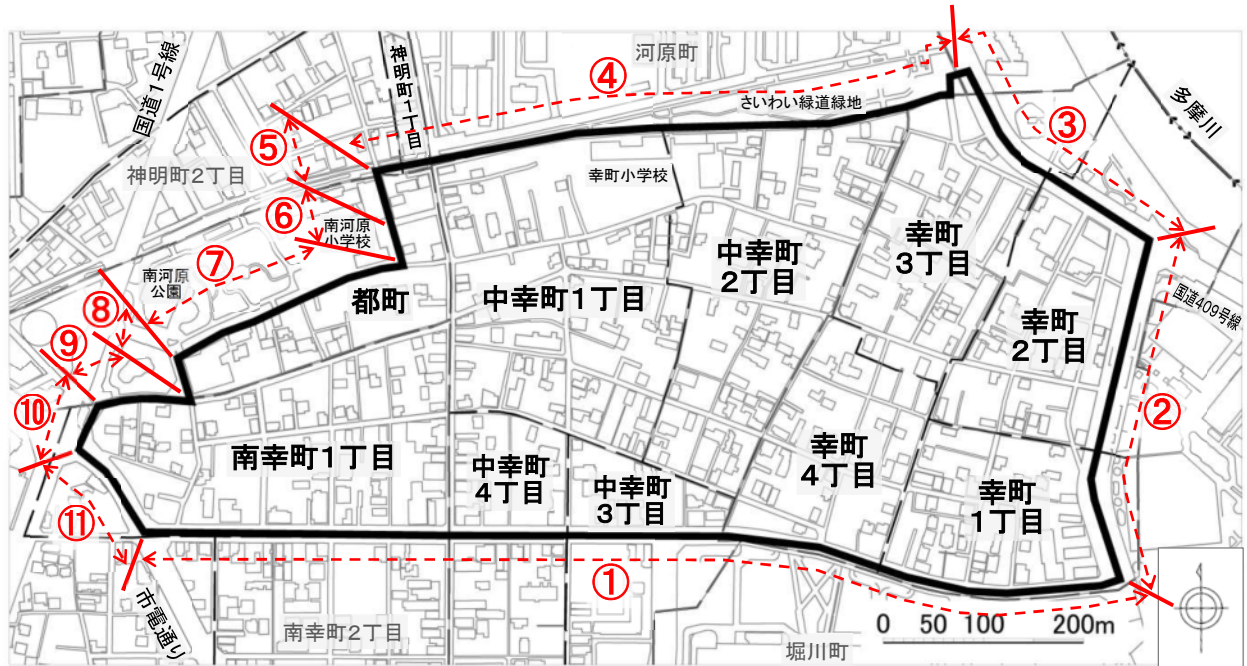 国道1号線
神明町1丁目
河原町
④
さいわい緑道緑地
多摩川
③
⑤
神明町2丁目
幸町小学校
⑥
南河原
小学校
幸町
3丁目
中幸町
2丁目
⑦
南河原
公園
都町
中幸町1丁目
国道409号線
⑧
幸町
2丁目
⑨
⑩
②
南幸町1丁目
中幸町
4丁目
中幸町
3丁目
幸町
4丁目
幸町
1丁目
⑪
①
市電通り
南幸町2丁目
堀川町
0 50 100 200m